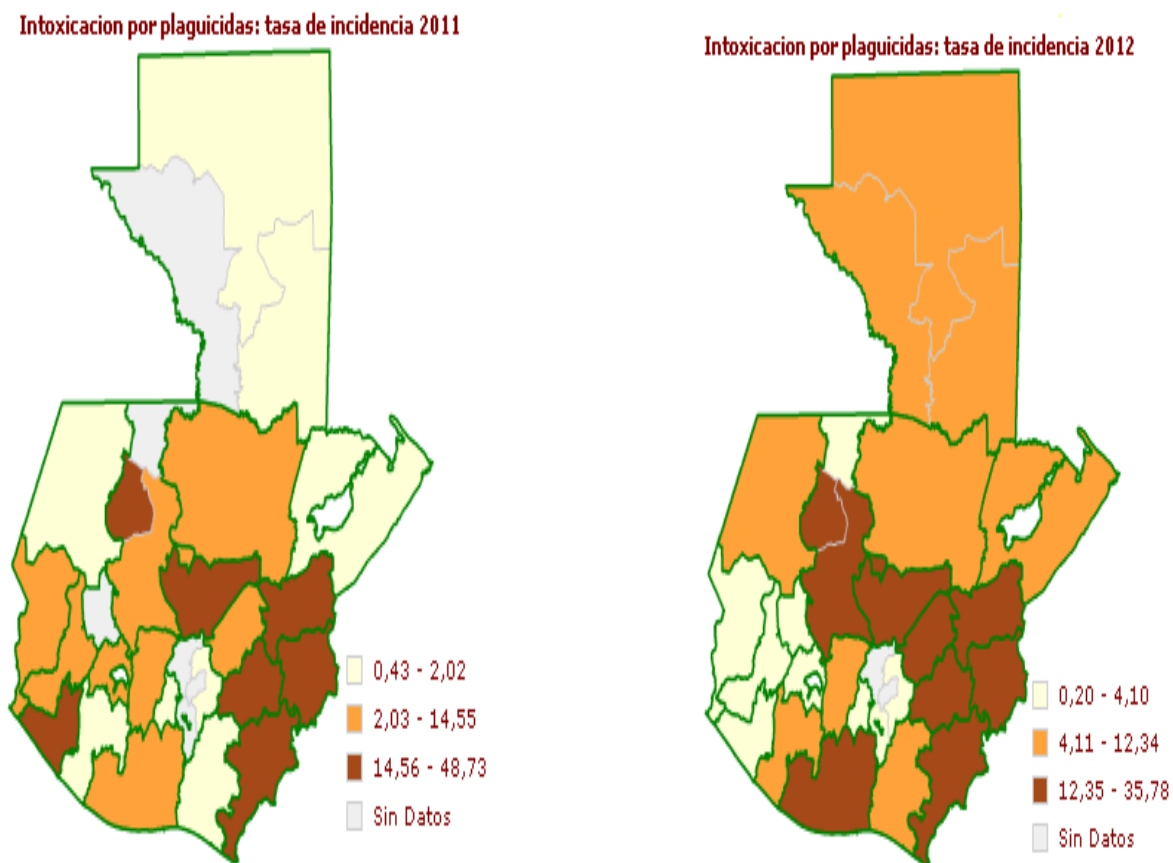 Intoxicacion por plaguicidas: tasa de incidencia 2011
0,43 - 2,02
2,03 - 14,55
14,56 - 48,73
Sin Datos
Intoxicacion por plaguicidas: tasa de incidencia 2012
0,20 - 4,10
4,11 - 12,34
12,35 - 35,78
Sin Datos